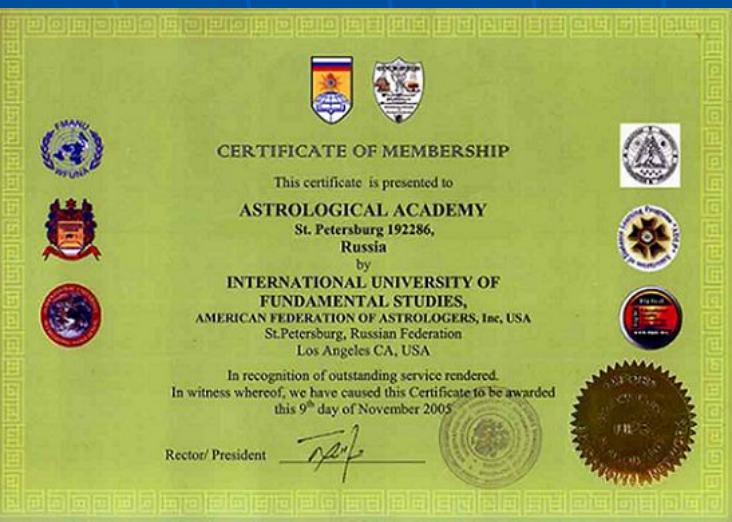 FMANU
WFUNA
CERTIFICATE OF MEMBERSHIP
This certificate is presented to
ASTROLOGICAL ACADEMY
St. Petersburg 192286,
Russia
by
INTERNATIONAL UNIVERSITY OF
FUNDAMENTAL STUDIES,
AMERICAN FEDERATION OF ASTROLOGERS, Inc, USA
St.Petersburg, Russian Federation
Los Angeles CA, USA
In recognition of outstanding service rendered.
In witness whereof, we have caused this Certificate to be awarded
this 9th day of November 2005
Rector/ President